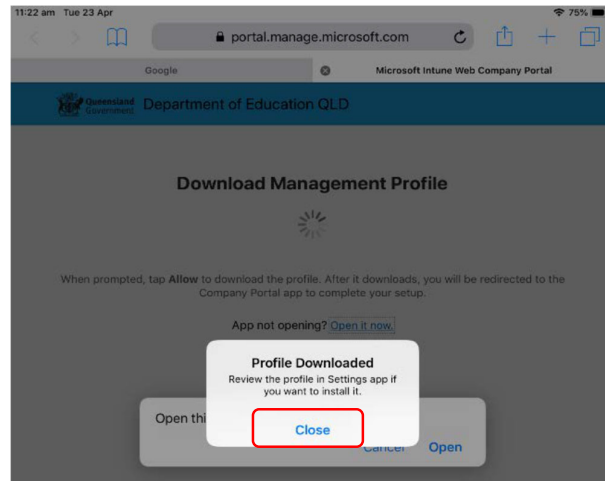 11:22 am Tue 23 Apr 75%
portal.manage.microsoft.com
Google Microsoft Intune Web Company Portal
Queensland
Government
Department of Education QLD
Download Management Profile
When prompted, tap Allow to download the profile. After it downloads, you will be redirected to the
Company Portal app to complete your setup.
App not opening? Open it now.
Profile Downloaded
Review the profile in Settings app if
you want to install it.
Open thi
Close
Cancel Open